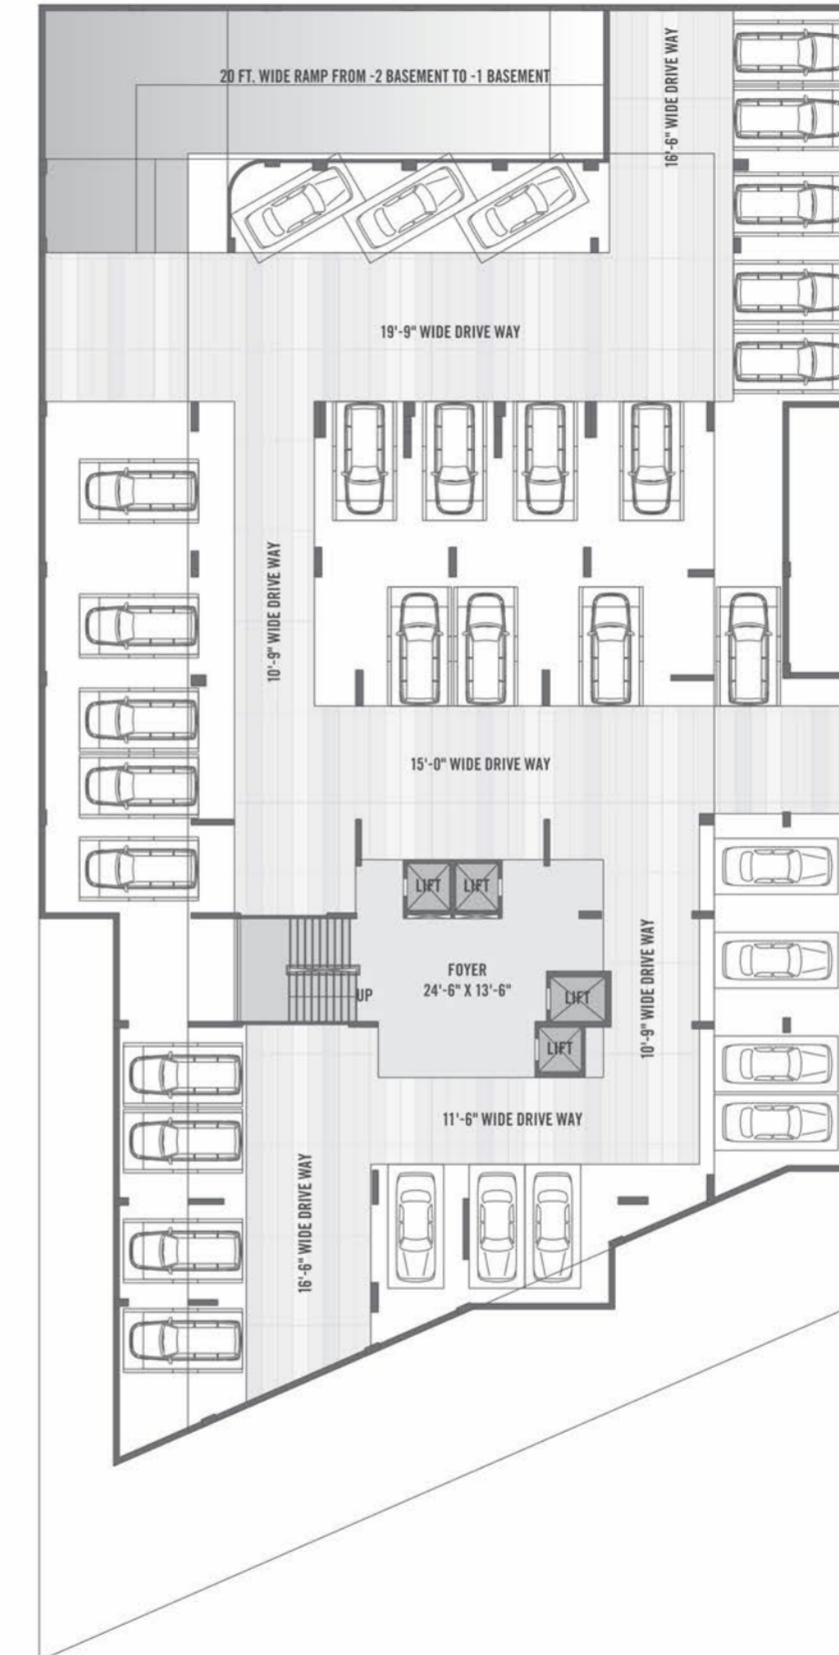 20 FT. WIDE RAMP FROM -2 BASEMENT TO -1 BASEMENT
16'-6" WIDE DRIVE WAY
19'-9" WIDE DRIVE WAY
10'-9" WIDE DRIVE WAY
15'-0" WIDE DRIVE WAY
LIFT
LIFT
FOYER
24'-6" X 13'-6"
UP
LIFT
LIFT
10'-9" WIDE DRIVE WAY
11'-6" WIDE DRIVE WAY
16'-6" WIDE DRIVE WAY